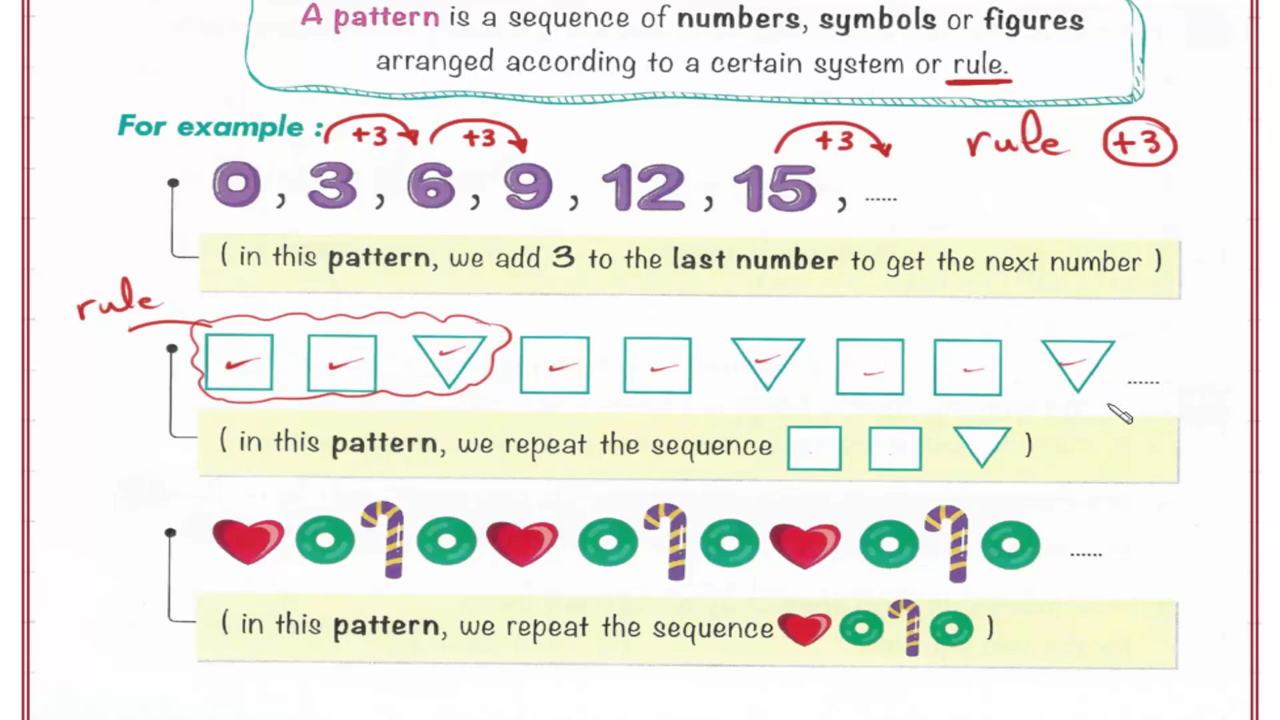 A pattern is a sequence of numbers, symbols or figures
arranged according to a certain system or rule.
For example :
+3 +3 +3 rule +3
0 , 3 , 6 , 9 , 12 , 15 , ......
( in this pattern, we add 3 to the last number to get the next number )
rule
......
( in this pattern, we repeat the sequence )
......
( in this pattern, we repeat the sequence )